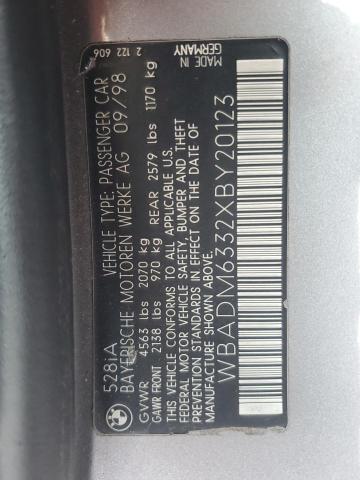 528iA VEHICLE TYPE: PASSENGER CAR 2 122 606
BAYERISCHE MOTOREN WERKE AG 09/98 MADE IN GERMANY
GVWR 4563 lbs 2070 kg
GAWR FRONT 2138 lbs 970 kg REAR 2579 lbs 1170 kg
THIS VEHICLE CONFORMS TO ALL APPLICABLE U.S.
FEDERAL MOTOR VEHICLE SAFETY, BUMPER AND THEFT
PREVENTION STANDARDS IN EFFECT ON THE DATE OF
MANUFACTURE SHOWN ABOVE.
WBADM6332XBY20123